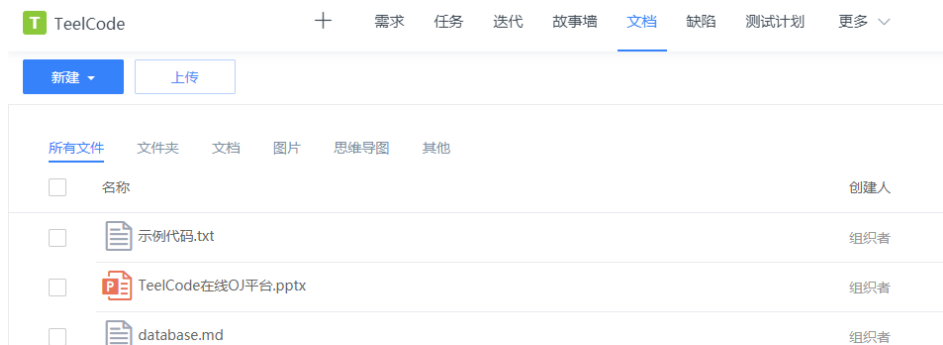 T TeelCode + 需求 任务 迭代 故事墙 文档 缺陷 测试计划 更多
新建 上传
所有文件 文件夹 文档 图片 思维导图 其他
名称 创建人
示例代码.txt 组织者
P TeelCode在线OJ平台.pptx 组织者
database.md 组织者